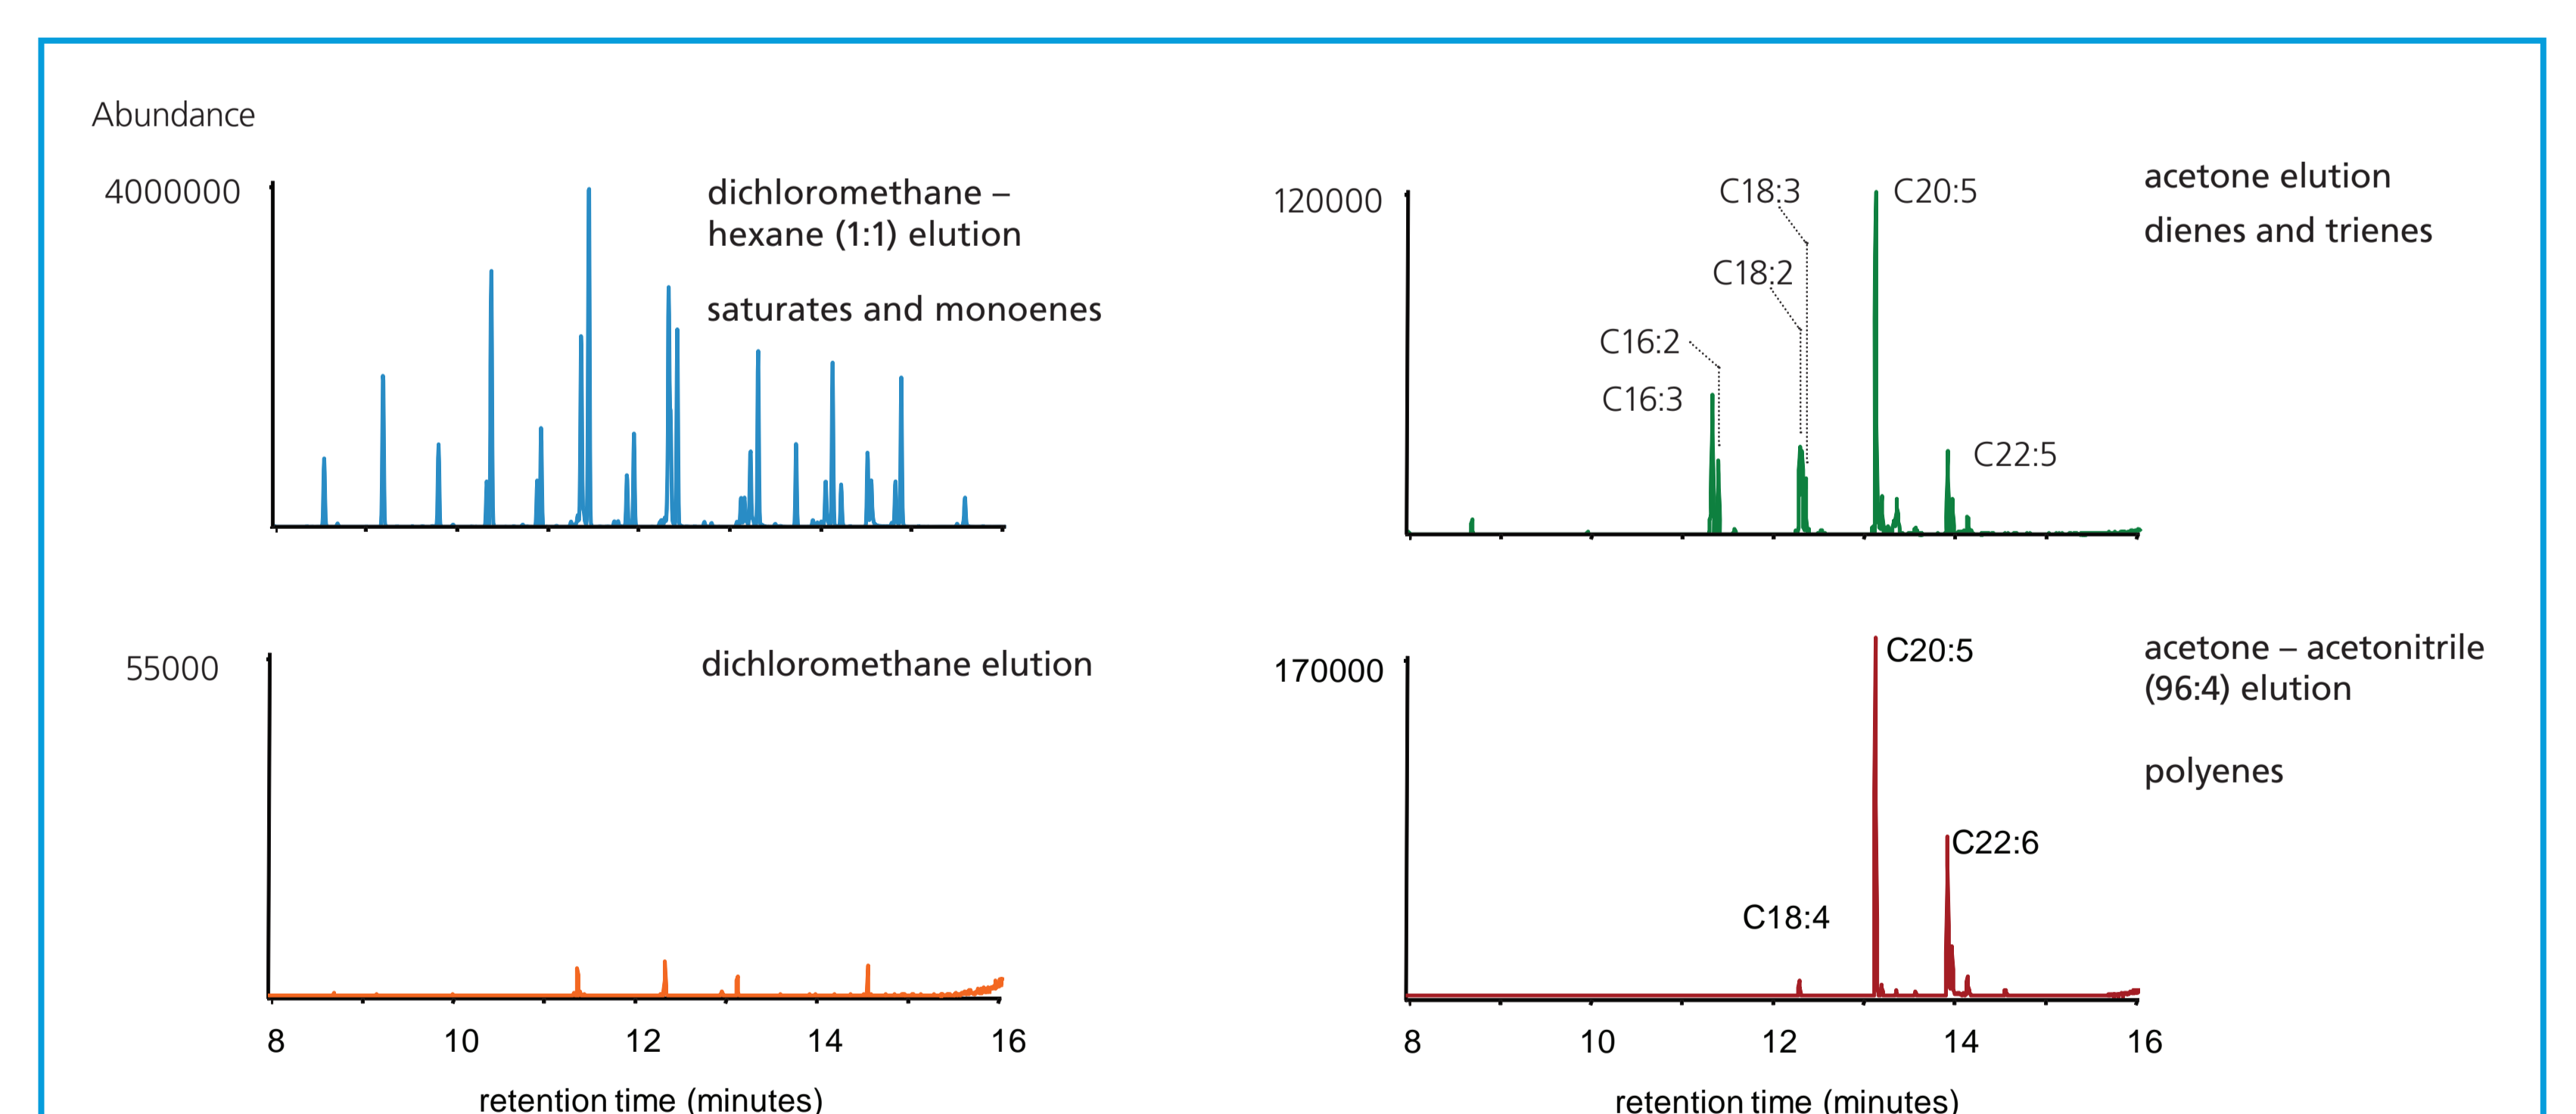 Abundance
4000000
dichloromethane –
hexane (1:1) elution
saturates and monoenes
120000
C18:3
C20:5
C18:2
C16:2
C16:3
C22:5
acetone elution
dienes and trienes
55000
dichloromethane elution
8 10 12 14 16
retention time (minutes)
170000
C20:5
C22:6
C18:4
acetone – acetonitrile
(96:4) elution
polyenes
8 10 12 14 16
retention time (minutes)